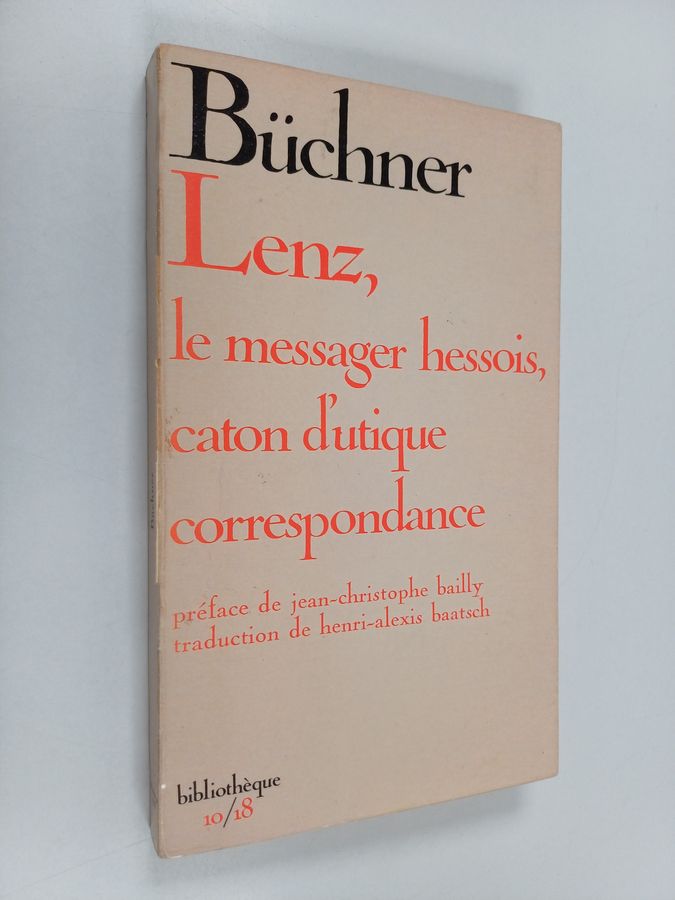 Büchner
Lenz,
le messager hessois,
caton d'utique
correspondance
préface de jean-christophe bailly
traduction de henri-alexis baatsch
bibliothèque
10/18
Büchner